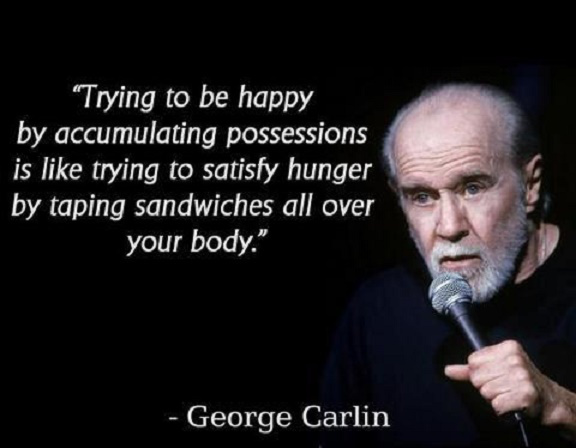 “Trying to be happy
by accumulating possessions
is like trying to satisfy hunger
by taping sandwiches all over
your body.”
- George Carlin